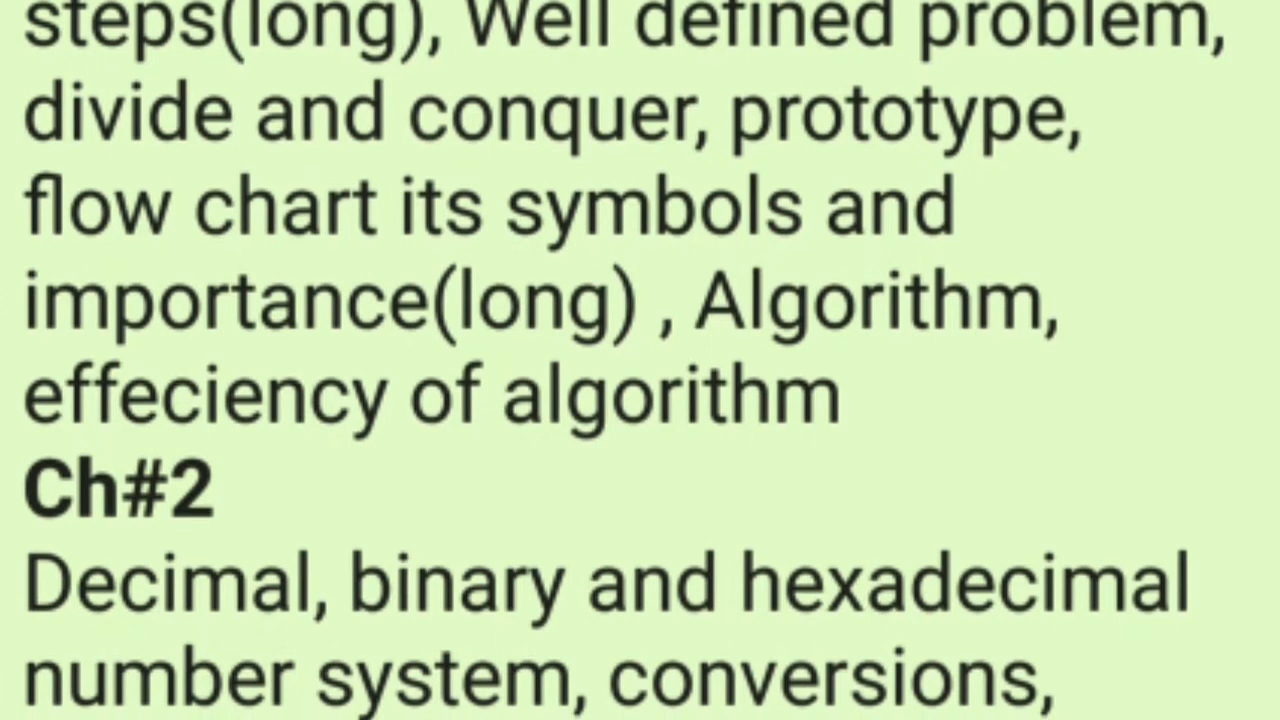 steps(long), Well defined problem,
divide and conquer, prototype,
flow chart its symbols and
importance(long) , Algorithm,
effeciency of algorithm
Ch#2
Decimal, binary and hexadecimal
number system, conversions,